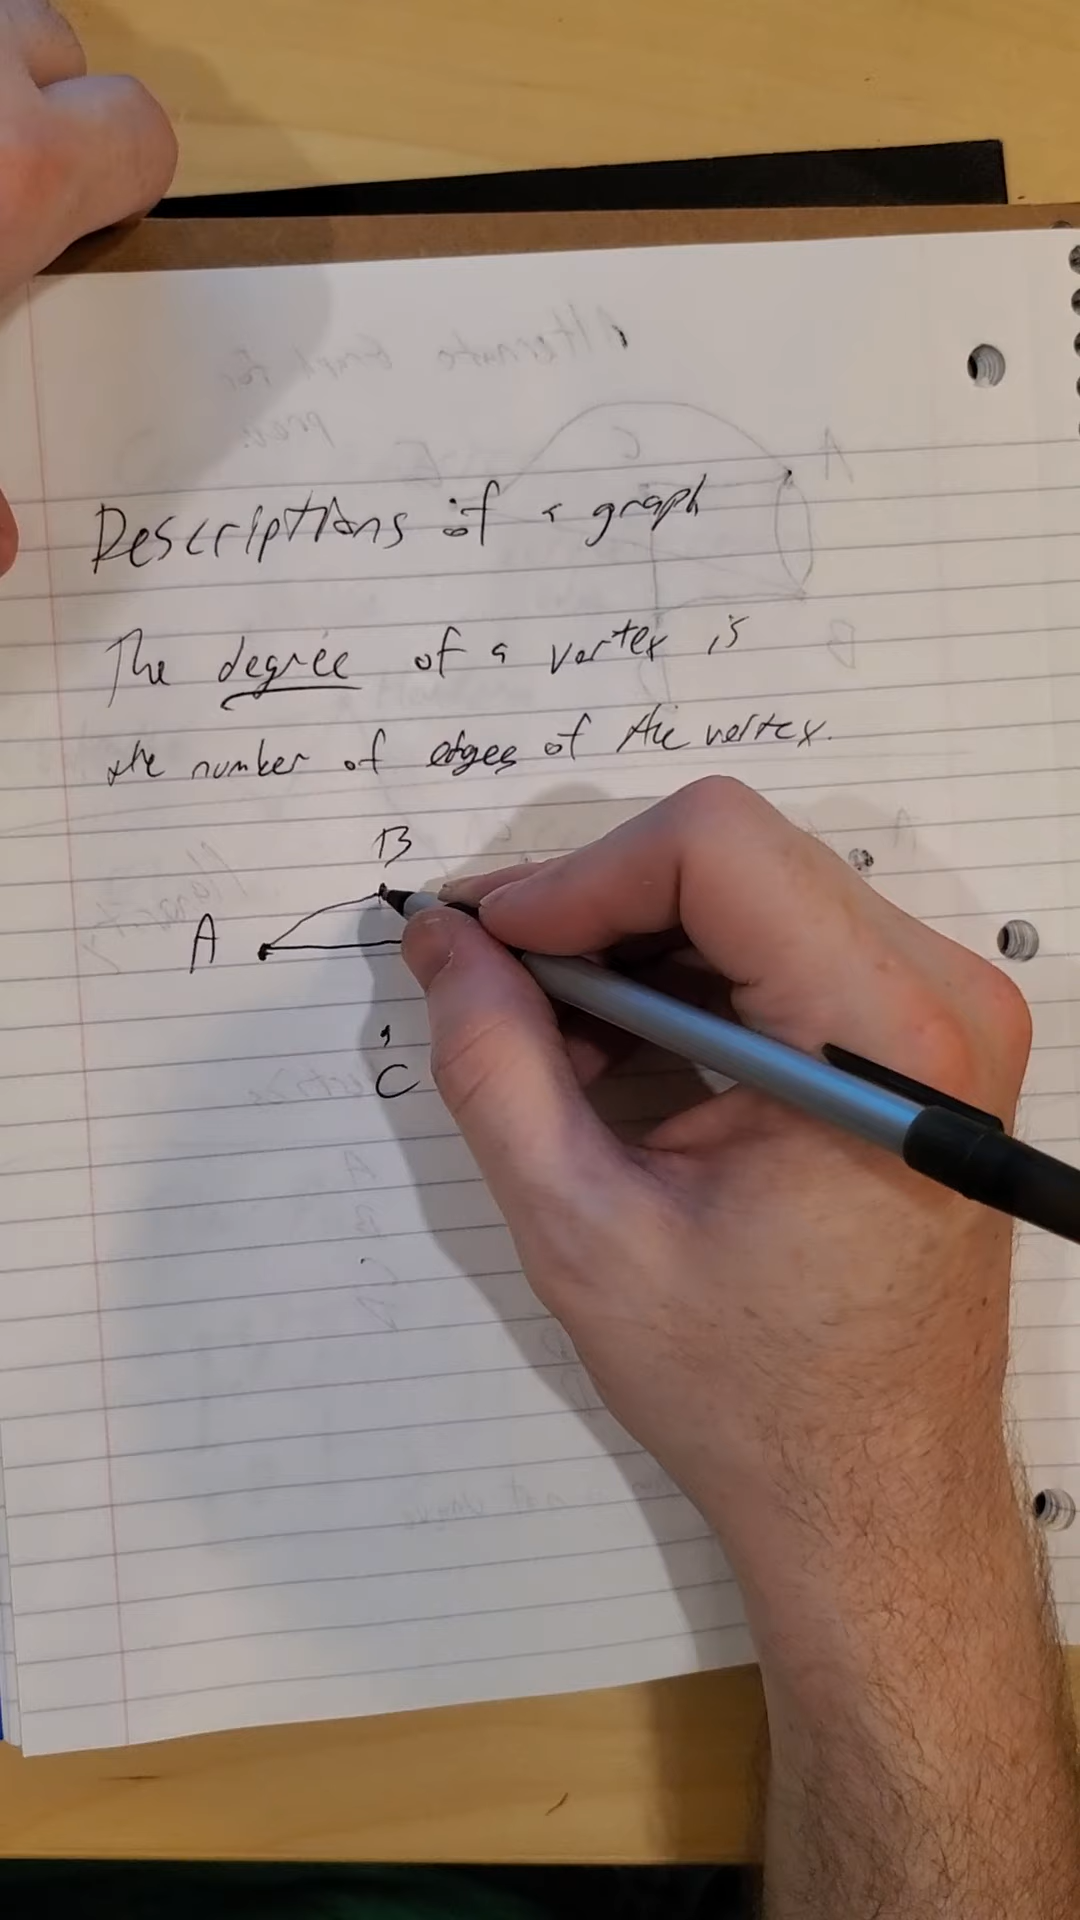 Descriptions of a graph
The degree of a vertex is
the number of edges of the vertex.
B
A
C